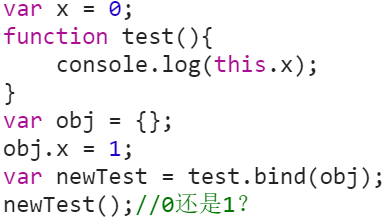 var x = 0;
function test(){
    console.log(this.x);
}
var obj = {};
obj.x = 1;
var newTest = test.bind(obj);
newTest();//0还是1?